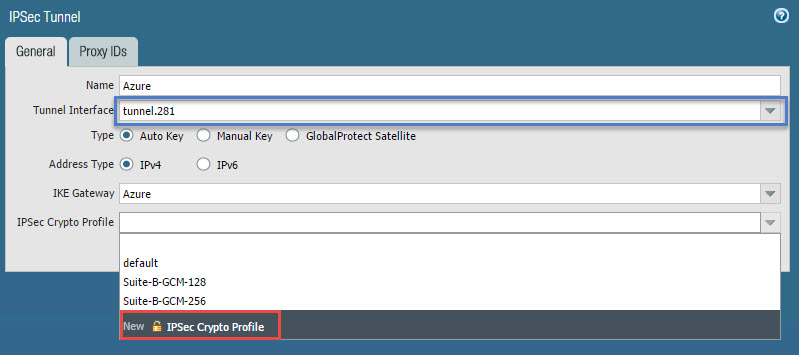 IPSec Tunnel
General Proxy IDs
Name Azure
Tunnel Interface tunnel.281
Type Auto Key Manual Key GlobalProtect Satellite
Address Type IPv4 IPv6
IKE Gateway Azure
IPSec Crypto Profile
default
Suite-B-GCM-128
Suite-B-GCM-256
New IPSec Crypto Profile